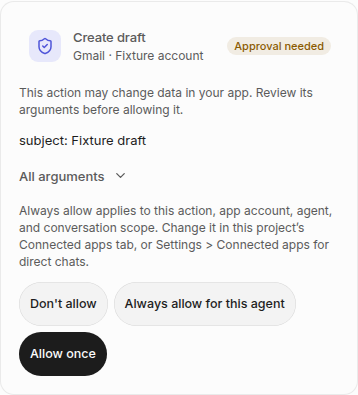 Create draft
Gmail · Fixture account
Approval needed
This action may change data in your app. Review its
arguments before allowing it.
subject: Fixture draft
All arguments
Always allow applies to this action, app account, agent,
and conversation scope. Change it in this project's
Connected apps tab, or Settings > Connected apps for
direct chats.
Don't allow
Always allow for this agent
Allow once